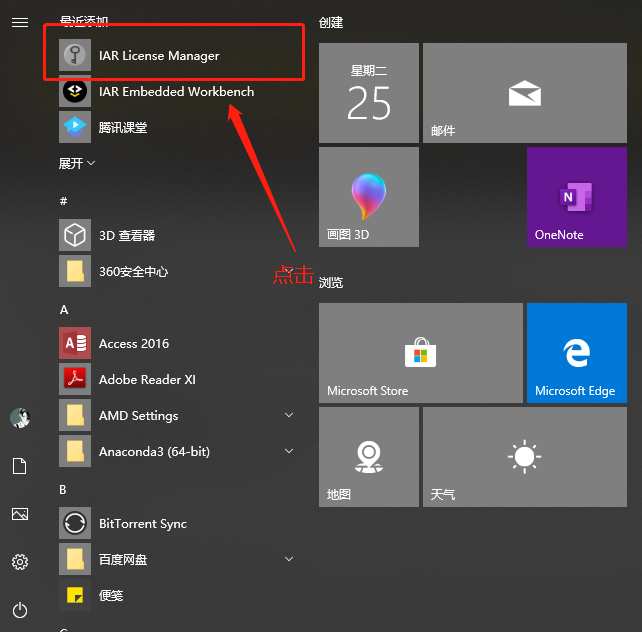 最近添加
IAR License Manager
IAR Embedded Workbench
腾讯课堂
展开
#
3D 查看器
360安全中心
A
Access 2016
Adobe Reader XI
AMD Settings
Anaconda3 (64-bit)
B
BitTorrent Sync
百度网盘
便笺
点击
创建
星期二
25
邮件
画图 3D
N
OneNote
浏览
Microsoft Store
Microsoft Edge
地图
天气